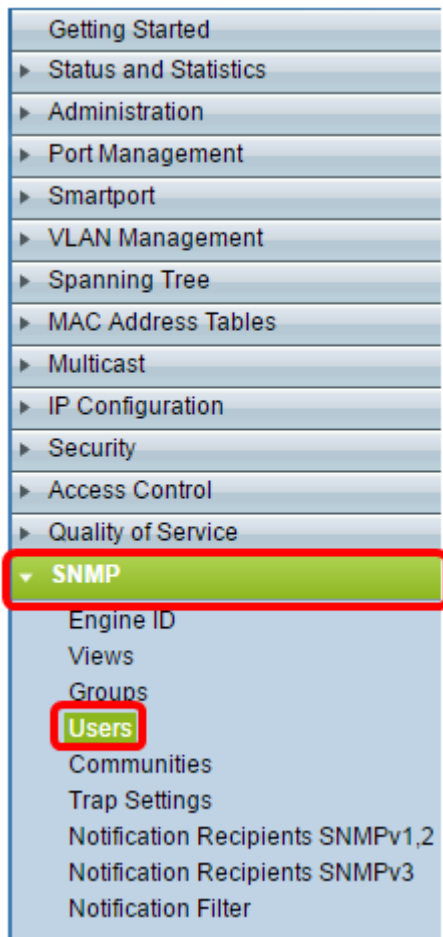 Getting Started
Status and Statistics
Administration
Port Management
Smartport
VLAN Management
Spanning Tree
MAC Address Tables
Multicast
IP Configuration
Security
Access Control
Quality of Service
SNMP
Engine ID
Views
Groups
Users
Communities
Trap Settings
Notification Recipients SNMPv1,2
Notification Recipients SNMPv3
Notification Filter